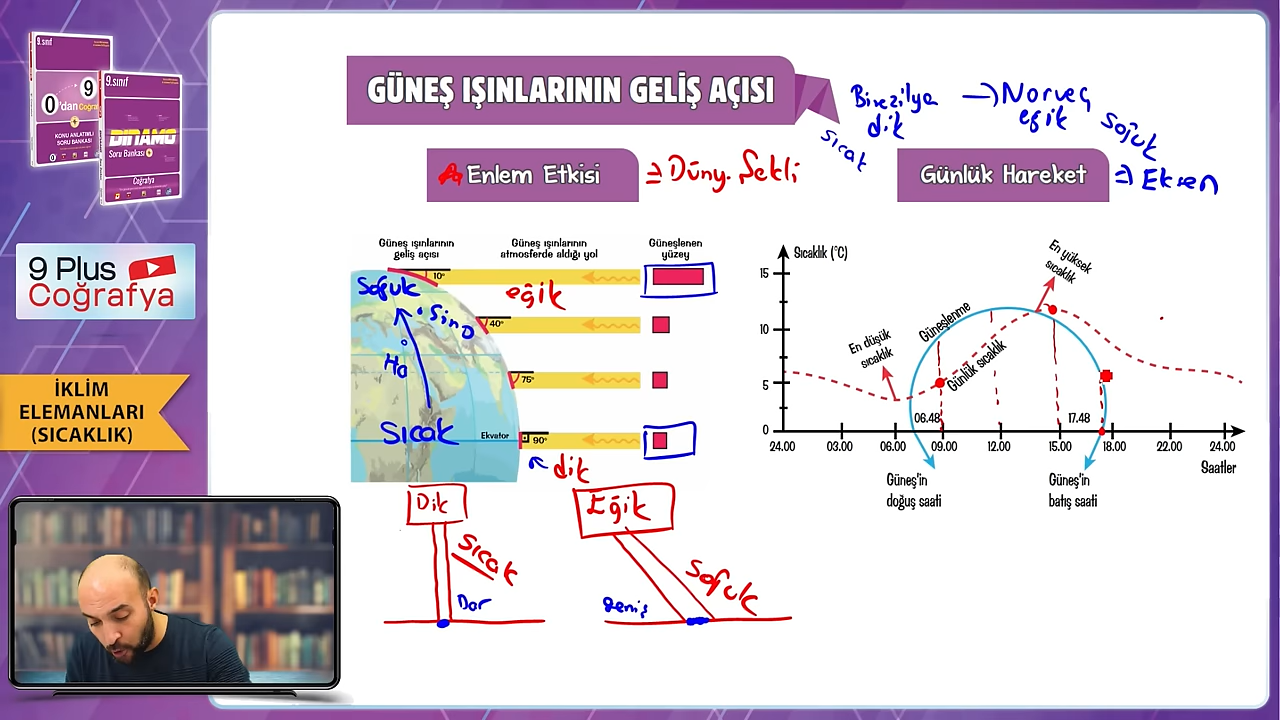 9.sınıf
9
0'dan Coğrafya
KONU ANLATIMLI
SORU BANKASI
9.sınıf
DİNAMO
Soru Bankası
Coğrafya
9 Plus
Coğrafya
İKLİM
ELEMANLARI
(SICAKLIK)
GÜNEŞ IŞINLARININ GELİŞ AÇISI
Birezilya
dik
sıcak
→ Norveç
eğik
soğuk
Enlem Etkisi
⇒ Düny. Şekli
Günlük Hareket
⇒ Eksen
Güneş ışınlarının
geliş açısı
Güneş ışınlarının
atmosferde aldığı yol
Güneşlenen
yüzey
10°
40°
75°
90°
Ekvator
Soğuk
Sıcak
eğik
dik
Dik
Sıcak
Dar
Eğik
Soğuk
geniş
Sıcaklık (°C)
15
10
5
0
En düşük
sıcaklık
Güneşlenme
Günlük sıcaklık
En yüksek
sıcaklık
06.48
17.48
24.00 03.00 06.00 09.00 12.00 15.00 18.00 22.00 24.00
Saatler
Güneş'in
doğuş saati
Güneş'in
batış saati